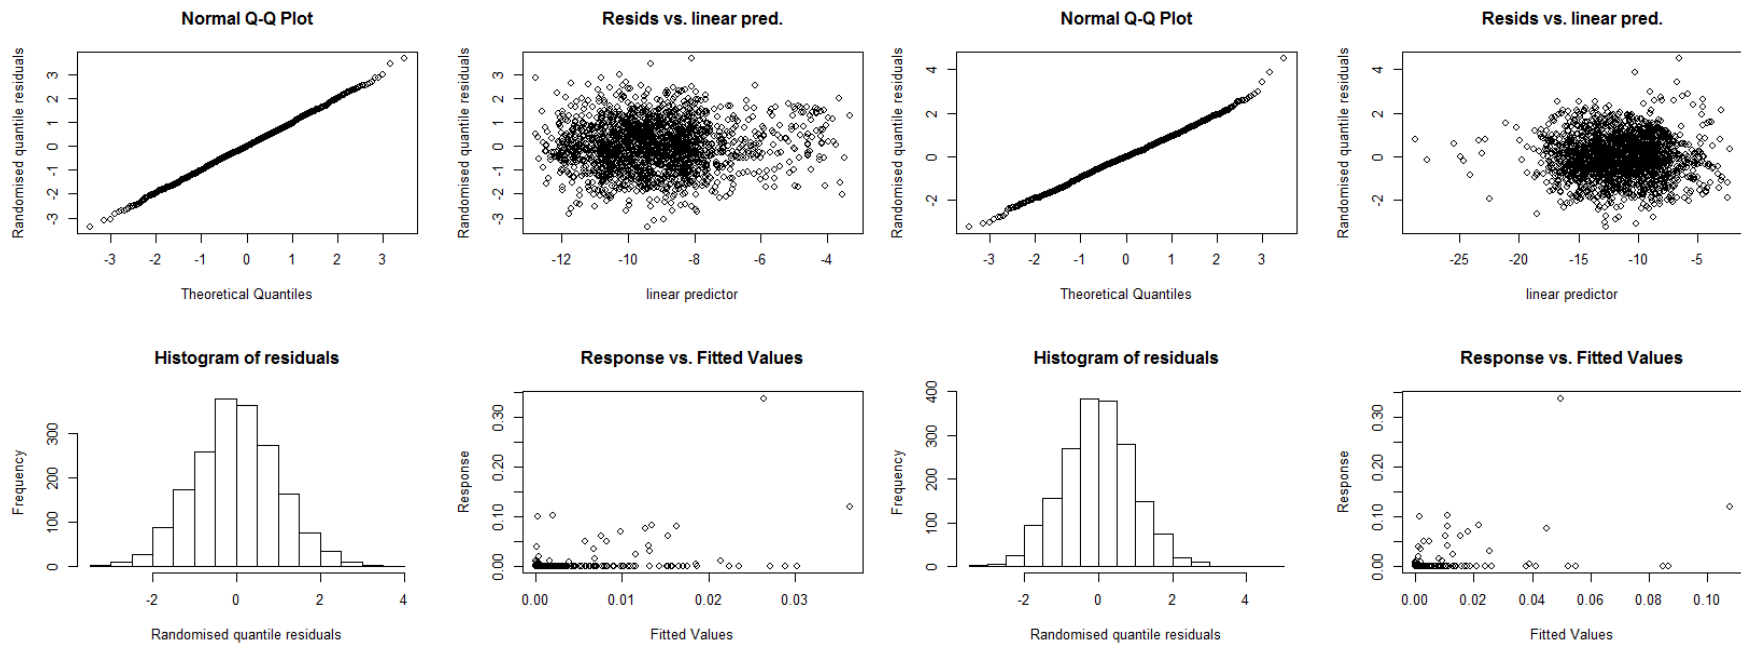 Normal Q-Q Plot
Randomised quantile residuals
-3 -2 -1 0 1 2 3
-3 -2 -1 0 1 2 3
Theoretical Quantiles
Resids vs. linear pred.
Randomised quantile residuals
-3 -2 -1 0 1 2 3
-12 -10 -8 -6 -4
linear predictor
Normal Q-Q Plot
Randomised quantile residuals
-2 0 2 4
-3 -2 -1 0 1 2 3
Theoretical Quantiles
Resids vs. linear pred.
Randomised quantile residuals
-2 0 2 4
-25 -20 -15 -10 -5
linear predictor
Histogram of residuals
Frequency
0 100 200 300
-2 0 2 4
Randomised quantile residuals
Response vs. Fitted Values
Response
0.00 0.10 0.30
0.00 0.01 0.02 0.03
Fitted Values
Histogram of residuals
Frequency
0 100 200 300 400
-2 0 2 4
Randomised quantile residuals
Response vs. Fitted Values
Response
0.00 0.10 0.30
0.00 0.02 0.04 0.06 0.08 0.10
Fitted Values